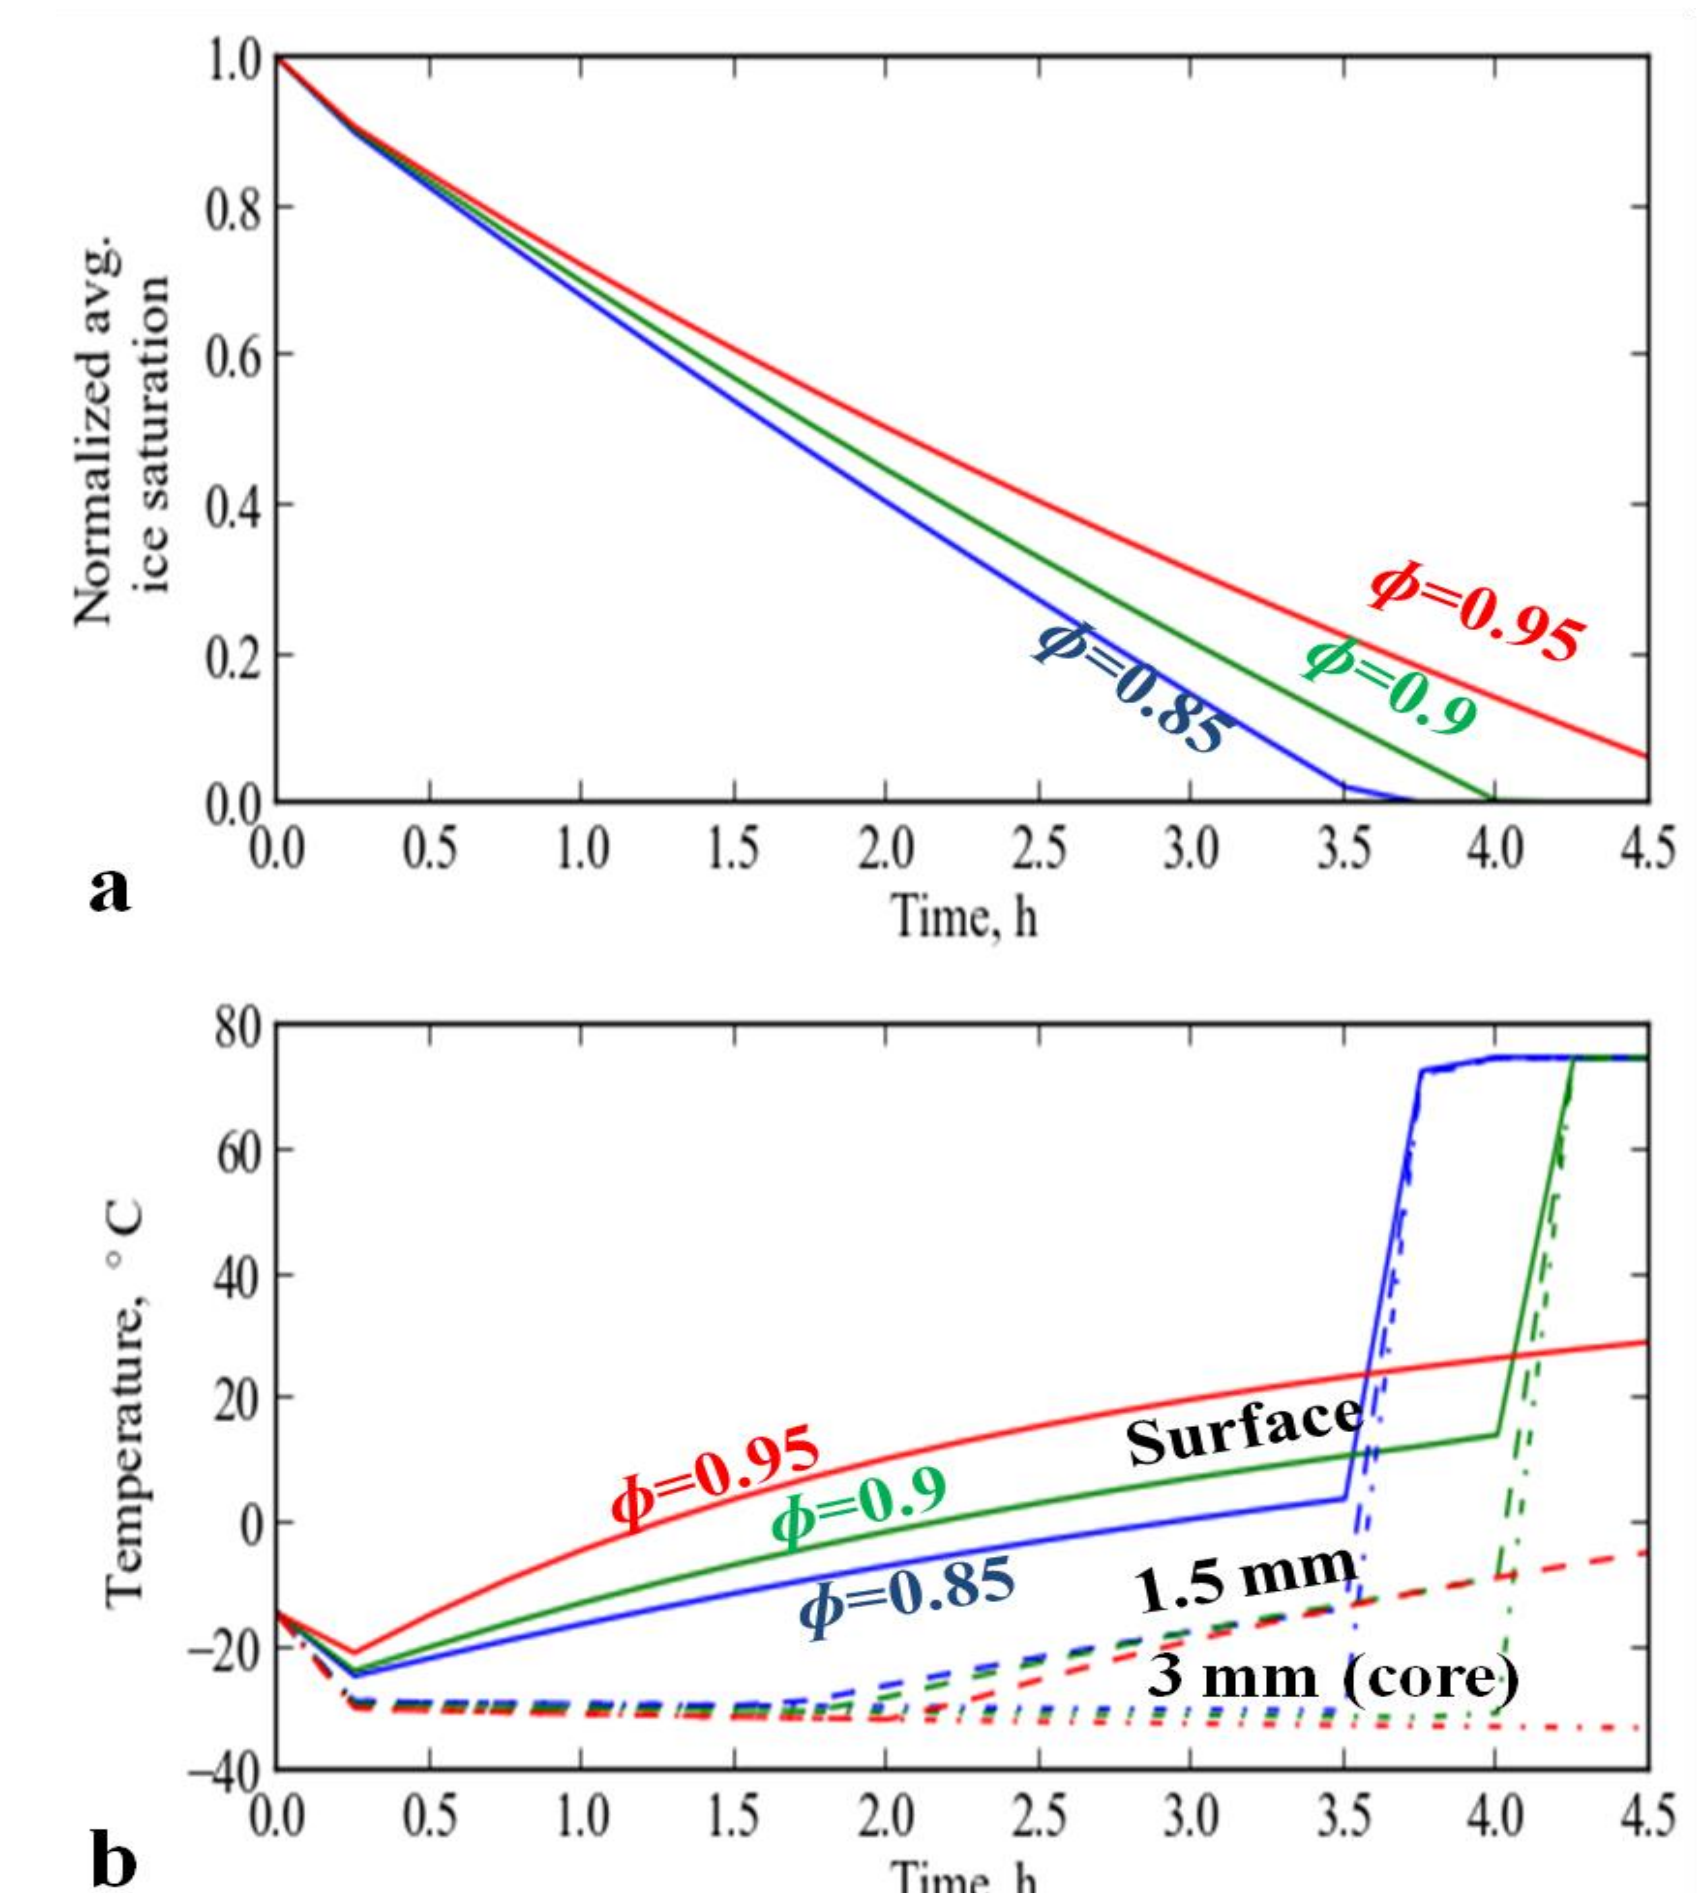 1.0
0.8
0.6
0.4
0.2
0.0
Normalized avg.
ice saturation
ϕ=0.95
ϕ=0.9
ϕ=0.85
0.0 0.5 1.0 1.5 2.0 2.5 3.0 3.5 4.0 4.5
Time, h
a
80
60
40
20
0
−20
−40
Temperature, °C
ϕ=0.95
ϕ=0.9
ϕ=0.85
Surface
1.5 mm
3 mm (core)
0.0 0.5 1.0 1.5 2.0 2.5 3.0 3.5 4.0 4.5
Time, h
b